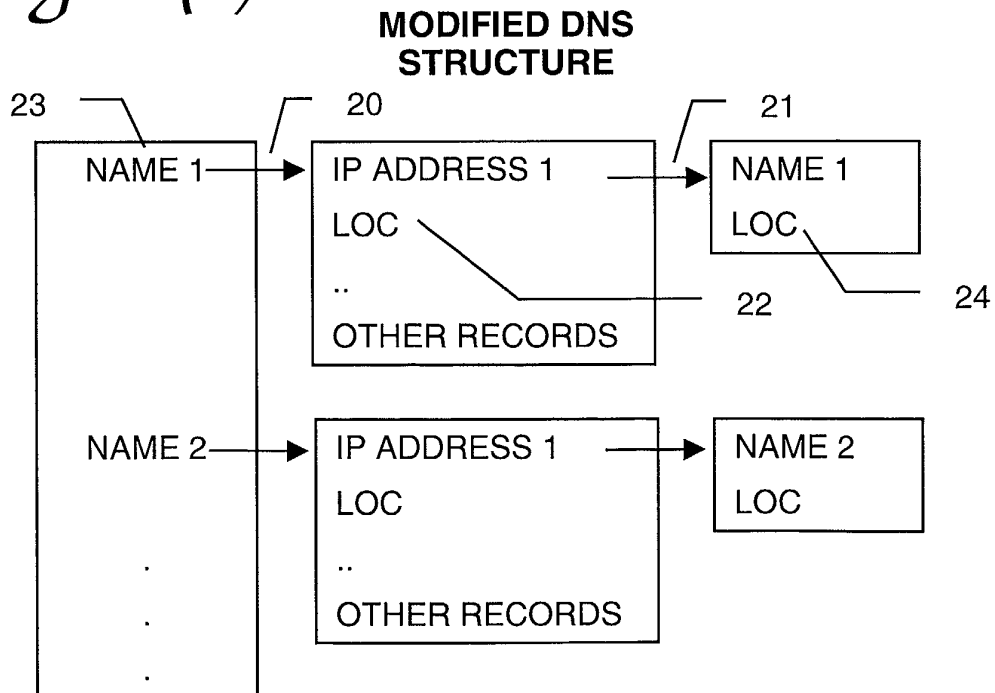 MODIFIED DNS
STRUCTURE
23 20 21
NAME 1 IP ADDRESS 1 NAME 1
LOC LOC
..
22 24
OTHER RECORDS
NAME 2 IP ADDRESS 1 NAME 2
LOC LOC
..
.
OTHER RECORDS
.
.